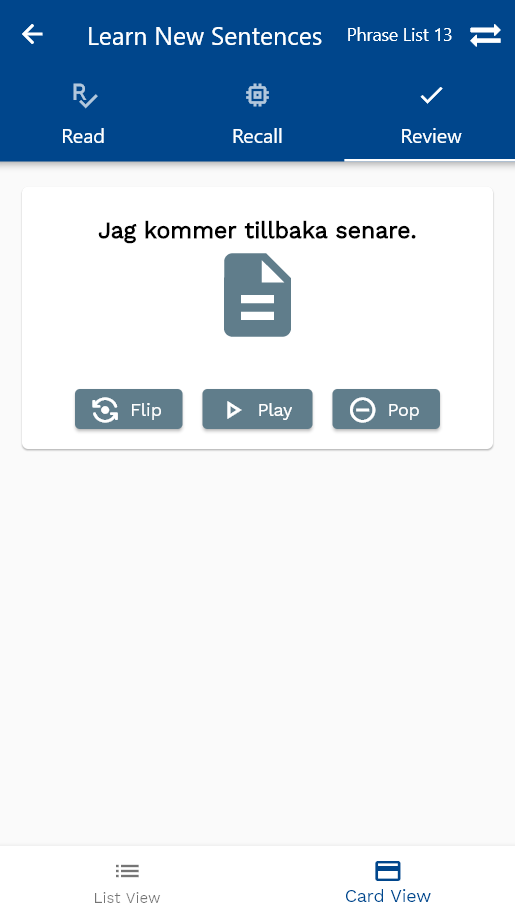 Learn New Sentences Phrase List 13
Read Recall Review
Jag kommer tillbaka senare.
Flip Play Pop
List View Card View